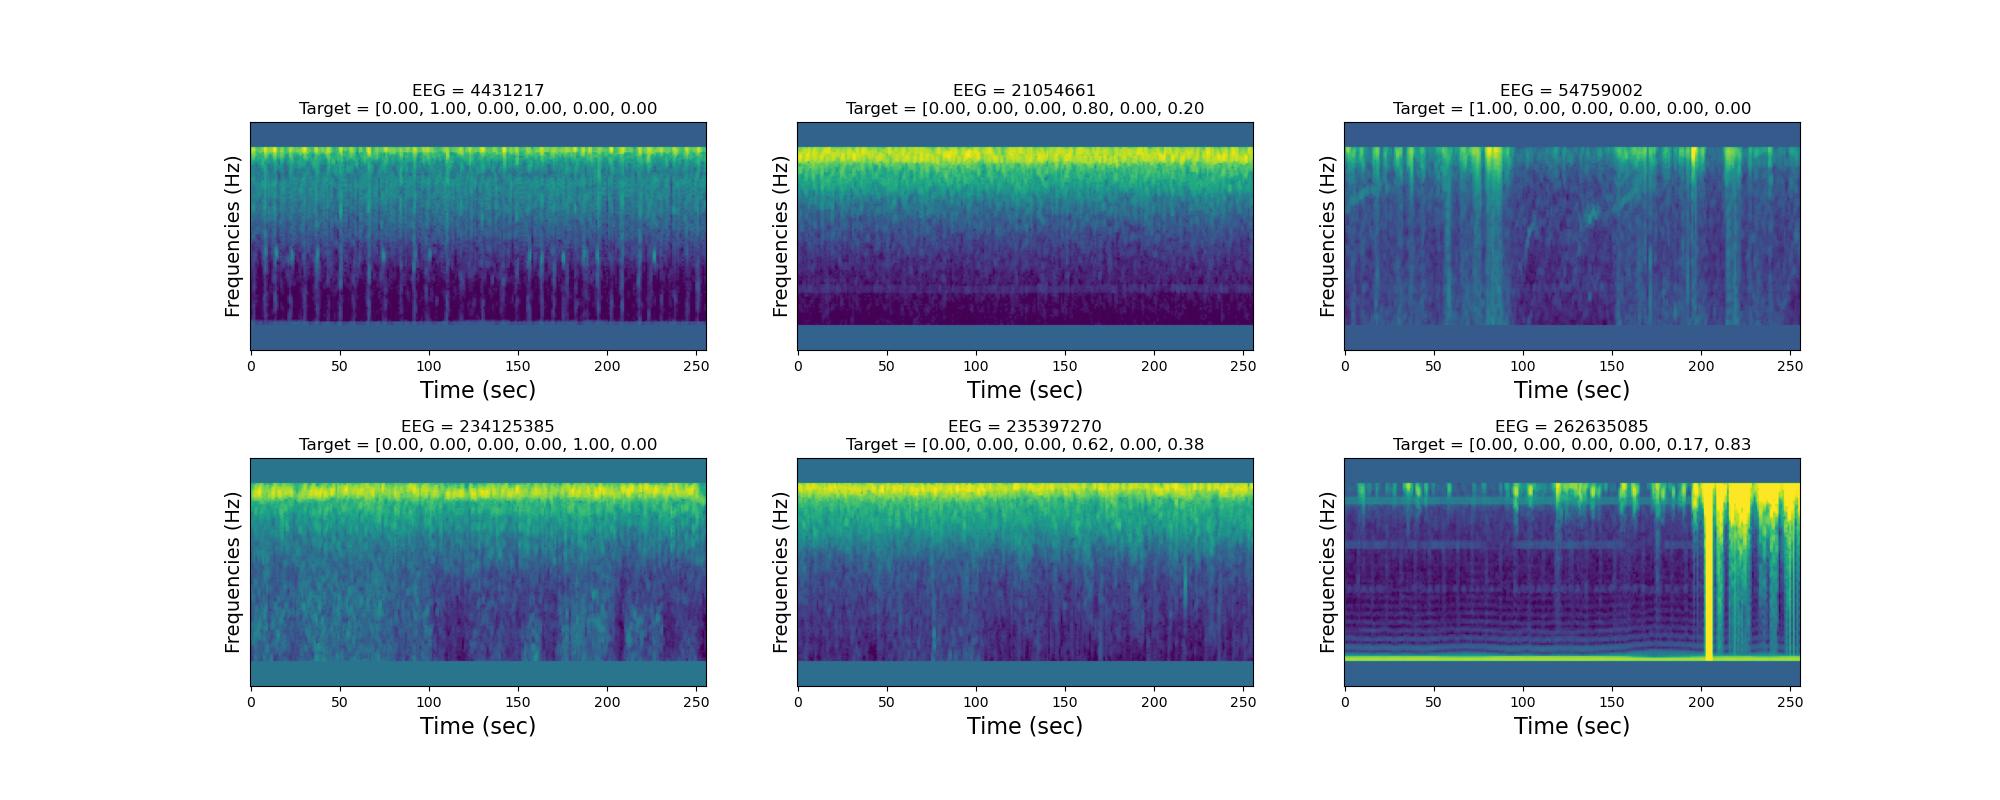 EEG = 4431217
Target = [0.00, 1.00, 0.00, 0.00, 0.00, 0.00
Frequencies (Hz)
0 50 100 150 200 250
Time (sec)
EEG = 21054661
Target = [0.00, 0.00, 0.00, 0.80, 0.00, 0.20
Frequencies (Hz)
0 50 100 150 200 250
Time (sec)
EEG = 54759002
Target = [1.00, 0.00, 0.00, 0.00, 0.00, 0.00
Frequencies (Hz)
0 50 100 150 200 250
Time (sec)
EEG = 234125385
Target = [0.00, 0.00, 0.00, 0.00, 1.00, 0.00
Frequencies (Hz)
0 50 100 150 200 250
Time (sec)
EEG = 235397270
Target = [0.00, 0.00, 0.00, 0.62, 0.00, 0.38
Frequencies (Hz)
0 50 100 150 200 250
Time (sec)
EEG = 262635085
Target = [0.00, 0.00, 0.00, 0.00, 0.17, 0.83
Frequencies (Hz)
0 50 100 150 200 250
Time (sec)